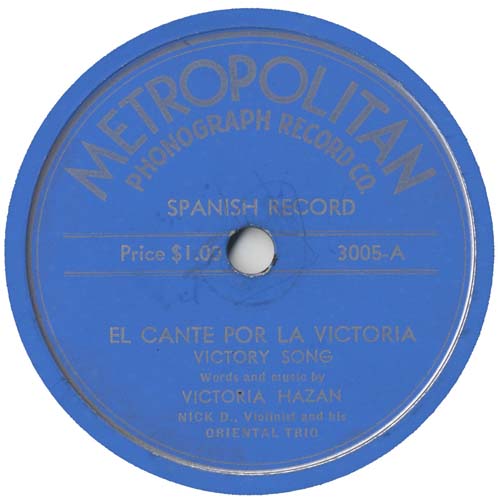 METROPOLITAN
PHONOGRAPH RECORD CO.
SPANISH RECORD
Price $1.00 3005-A
EL CANTE POR LA VICTORIA
VICTORY SONG
Words and music by
VICTORIA HAZAN
NICK D., Violinist and his
ORIENTAL TRIO